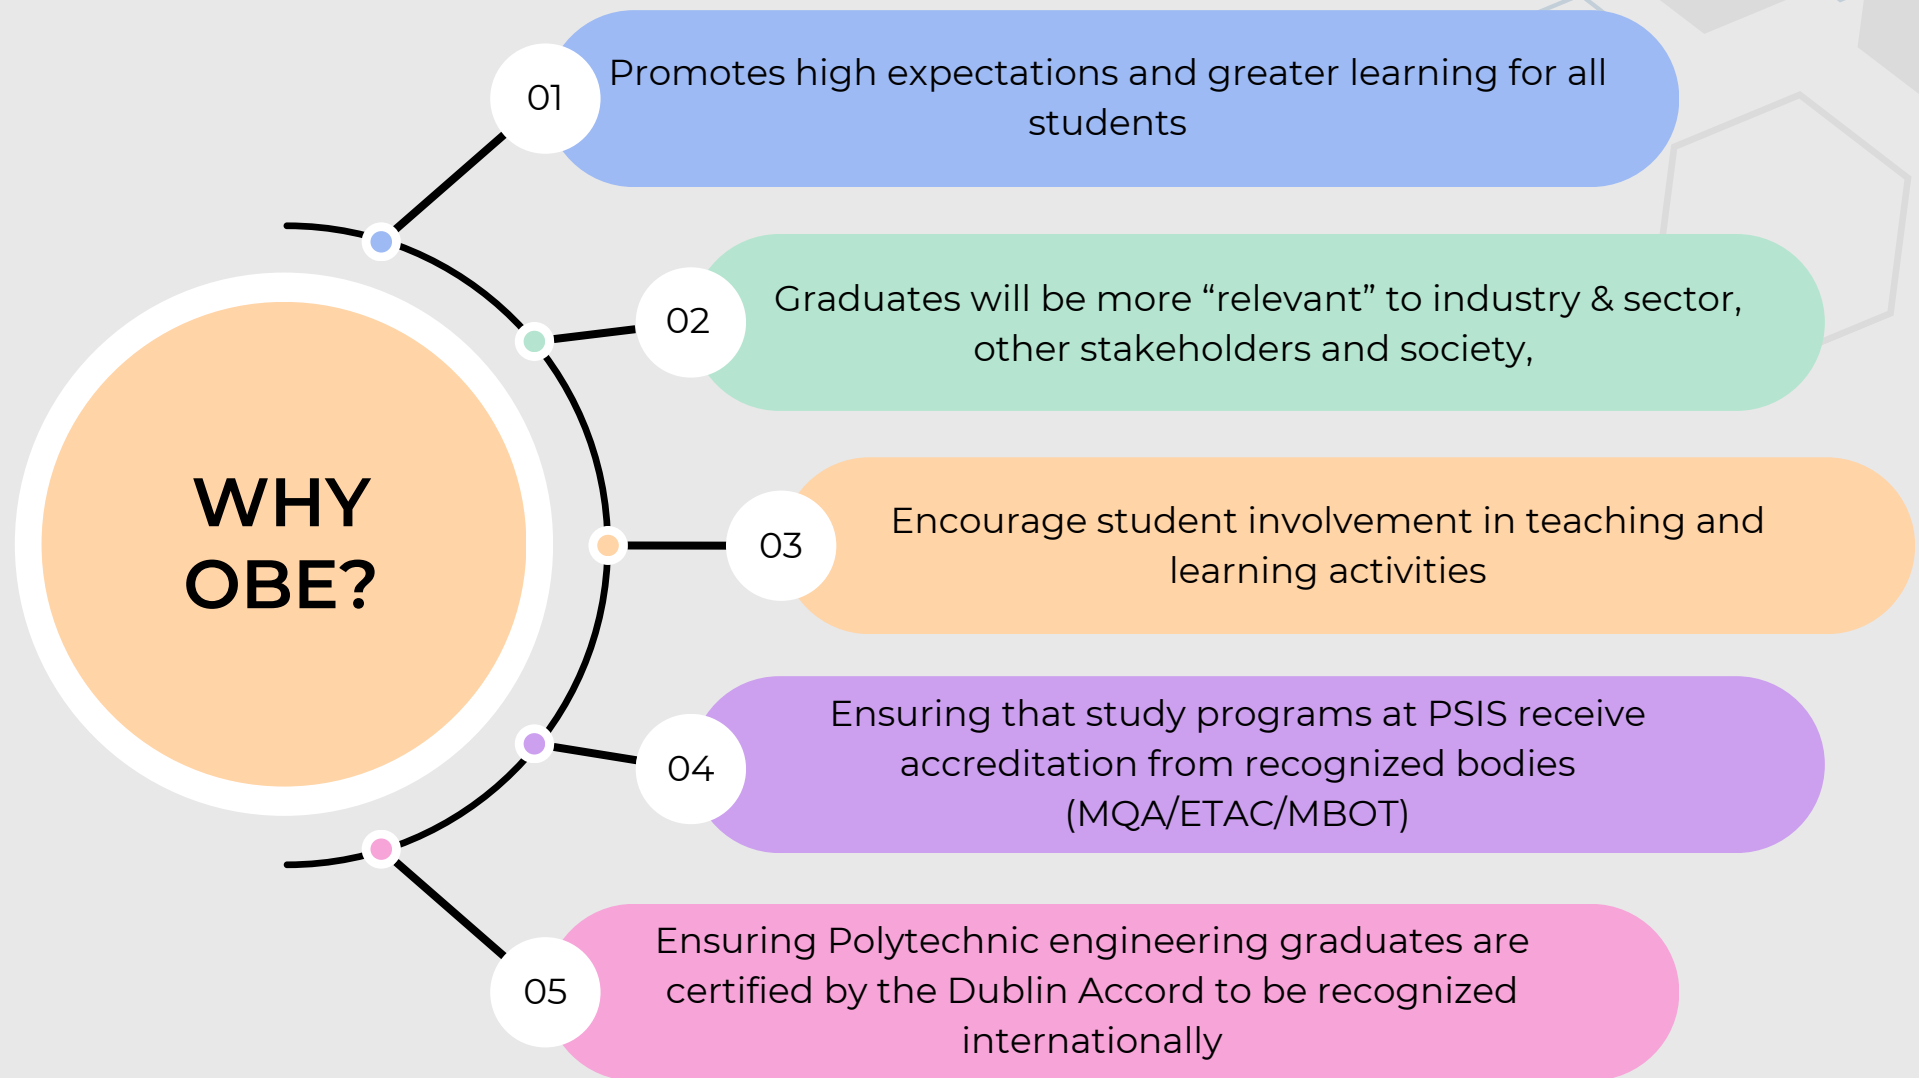 WHY
OBE?
01
Promotes high expectations and greater learning for all
students
02
Graduates will be more “relevant” to industry & sector,
other stakeholders and society,
03
Encourage student involvement in teaching and
learning activities
04
Ensuring that study programs at PSIS receive
accreditation from recognized bodies
(MQA/ETAC/MBOT)
05
Ensuring Polytechnic engineering graduates are
certified by the Dublin Accord to be recognized
internationally